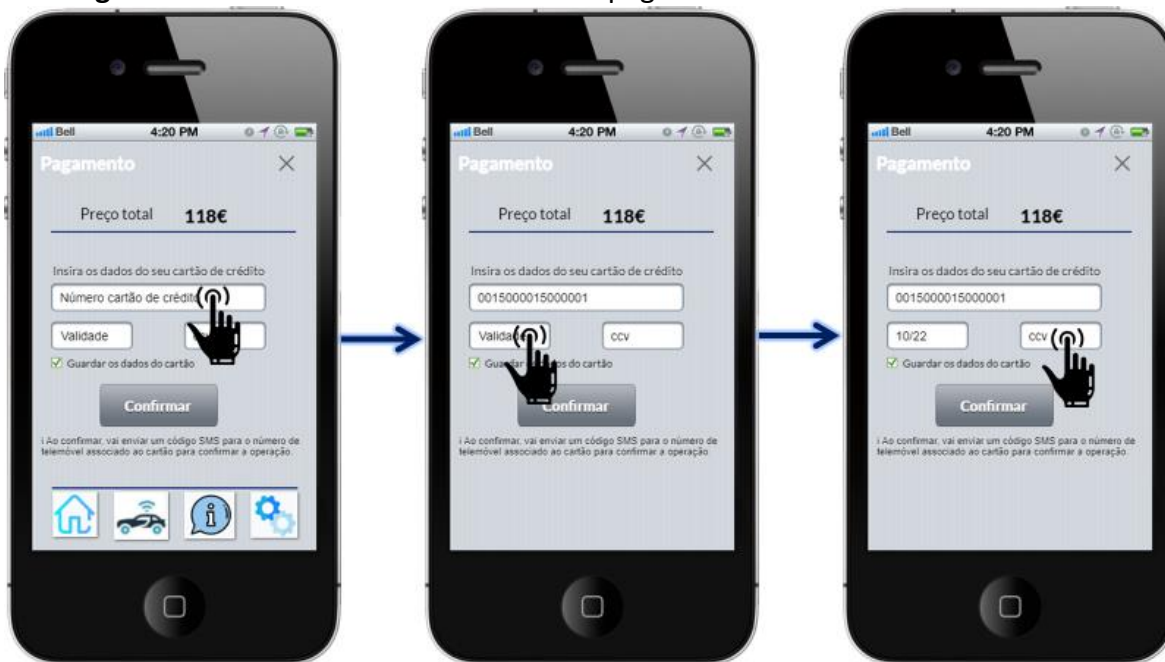 Bell 4:20 PM
Pagamento
Preço total 118€
Insira os dados do seu cartão de crédito
Número cartão de crédito
Validade
Guardar os dados do cartão
Confirmar
i Ao confirmar, vai enviar um código SMS para o número de
telemóvel associado ao cartão para confirmar a operação.
Bell 4:20 PM
Pagamento
Preço total 118€
Insira os dados do seu cartão de crédito
0015000015000001
Validade ccv
Guardar os dados do cartão
Confirmar
i Ao confirmar, vai enviar um código SMS para o número de
telemóvel associado ao cartão para confirmar a operação.
Bell 4:20 PM
Pagamento
Preço total 118€
Insira os dados do seu cartão de crédito
0015000015000001
10/22 ccv
Guardar os dados do cartão
Confirmar
i Ao confirmar, vai enviar um código SMS para o número de
telemóvel associado ao cartão para confirmar a operação.